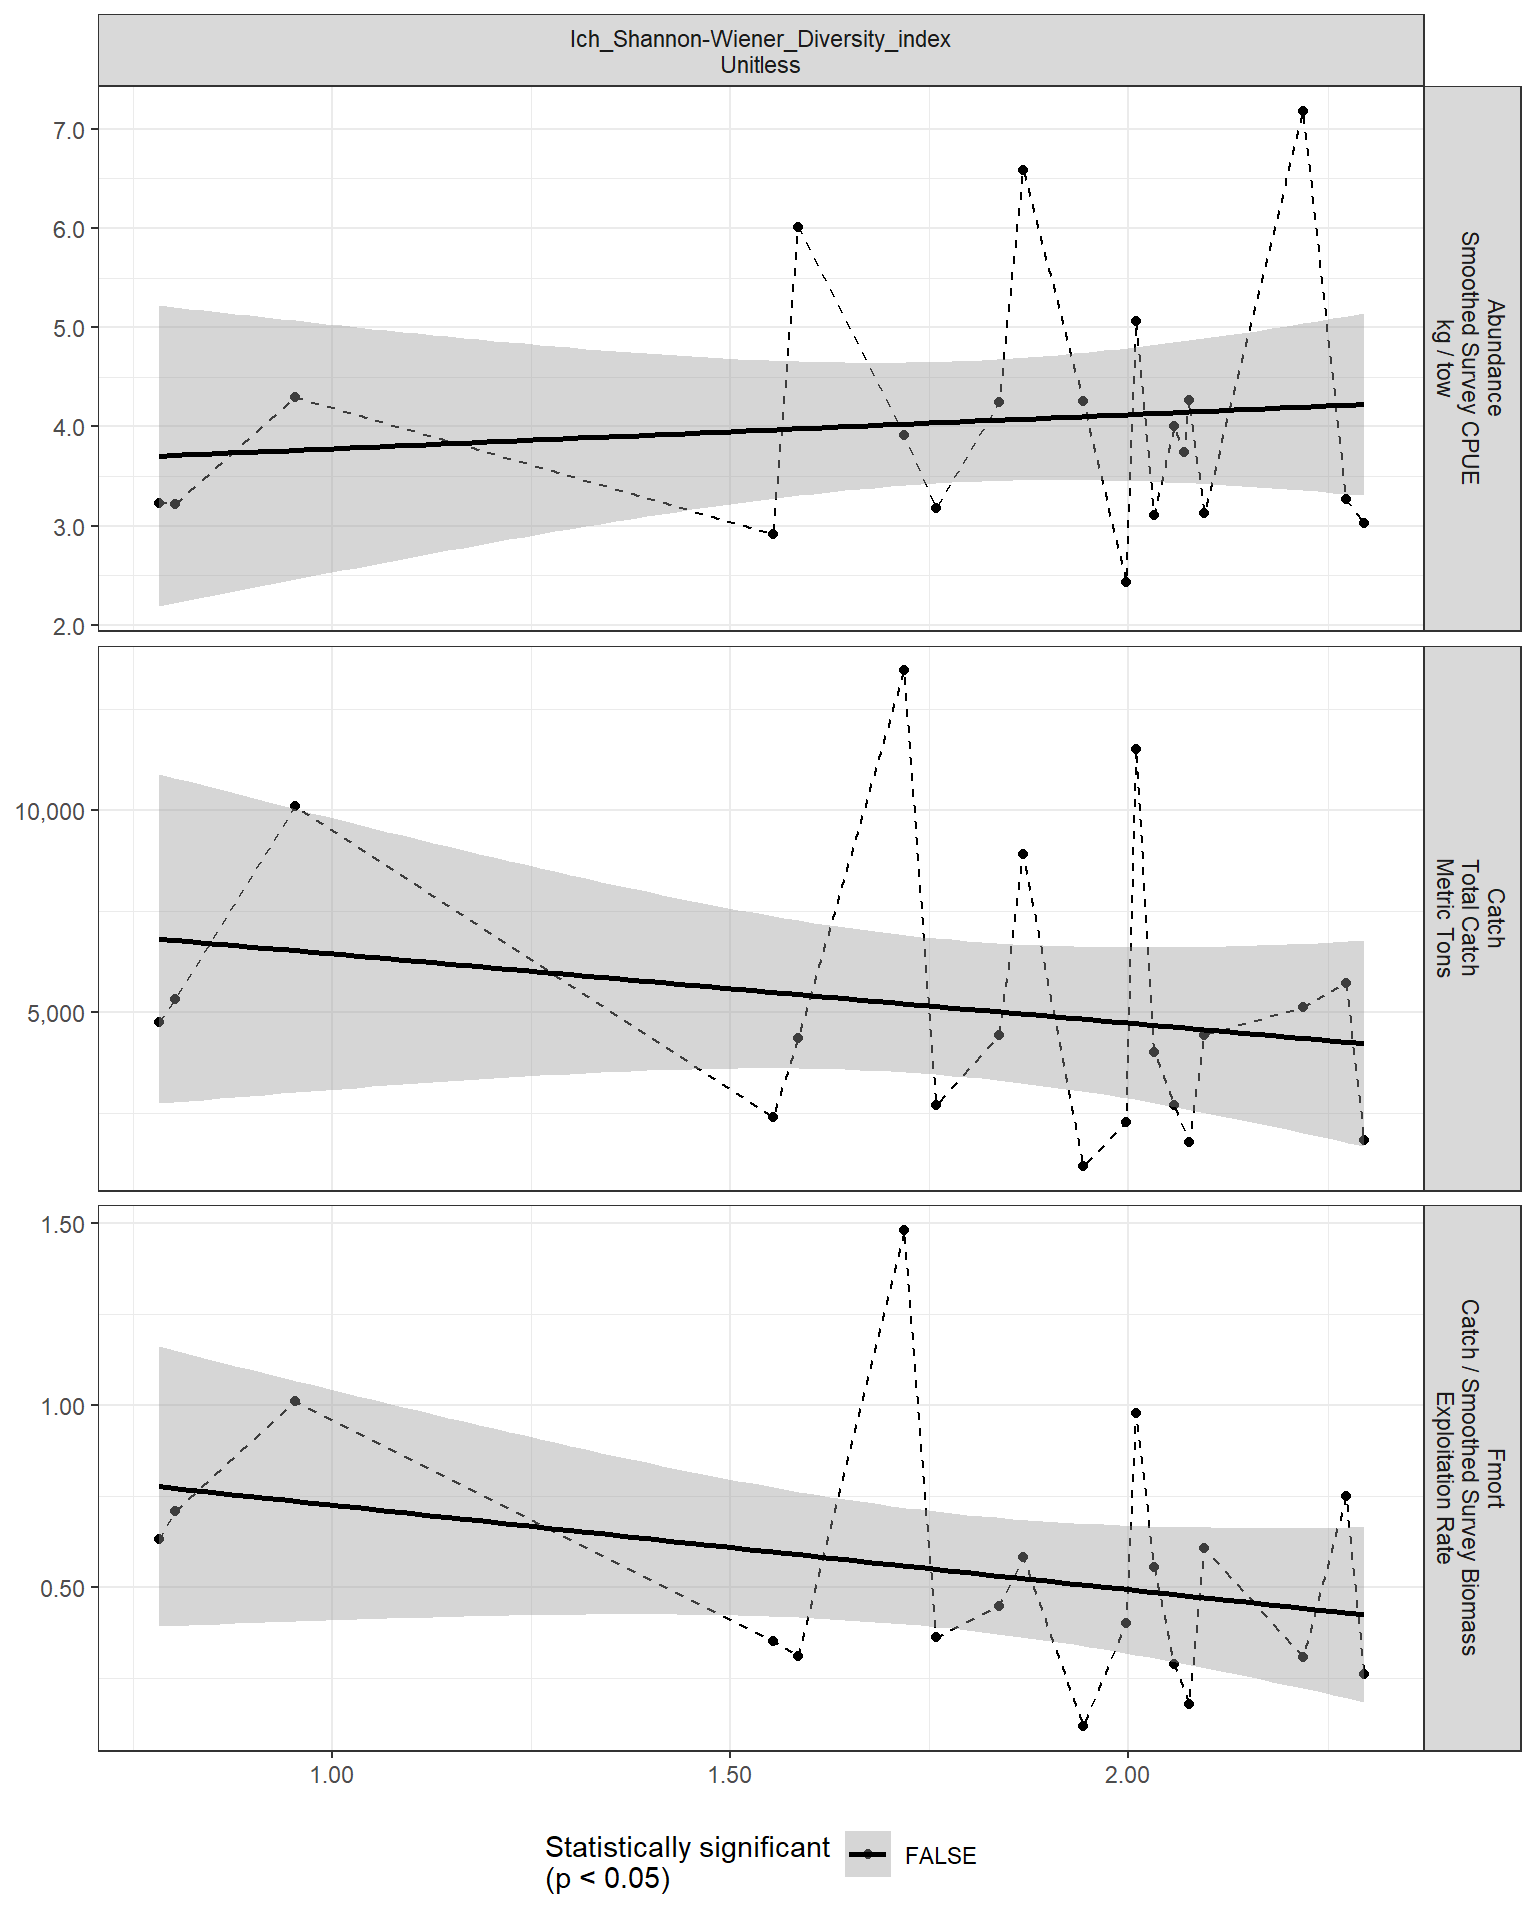 Ich_Shannon-Wiener_Diversity_index
Unitless
7.0
6.0
5.0
4.0
3.0
2.0
Abundance
Smoothed Survey CPUE
kg / tow
10,000
5,000
Catch
Total Catch
Metric Tons
1.50
1.00
0.50
Fmort
Catch / Smoothed Survey Biomass
Exploitation Rate
1.00
1.50
2.00
Statistically significant
(p < 0.05)
FALSE